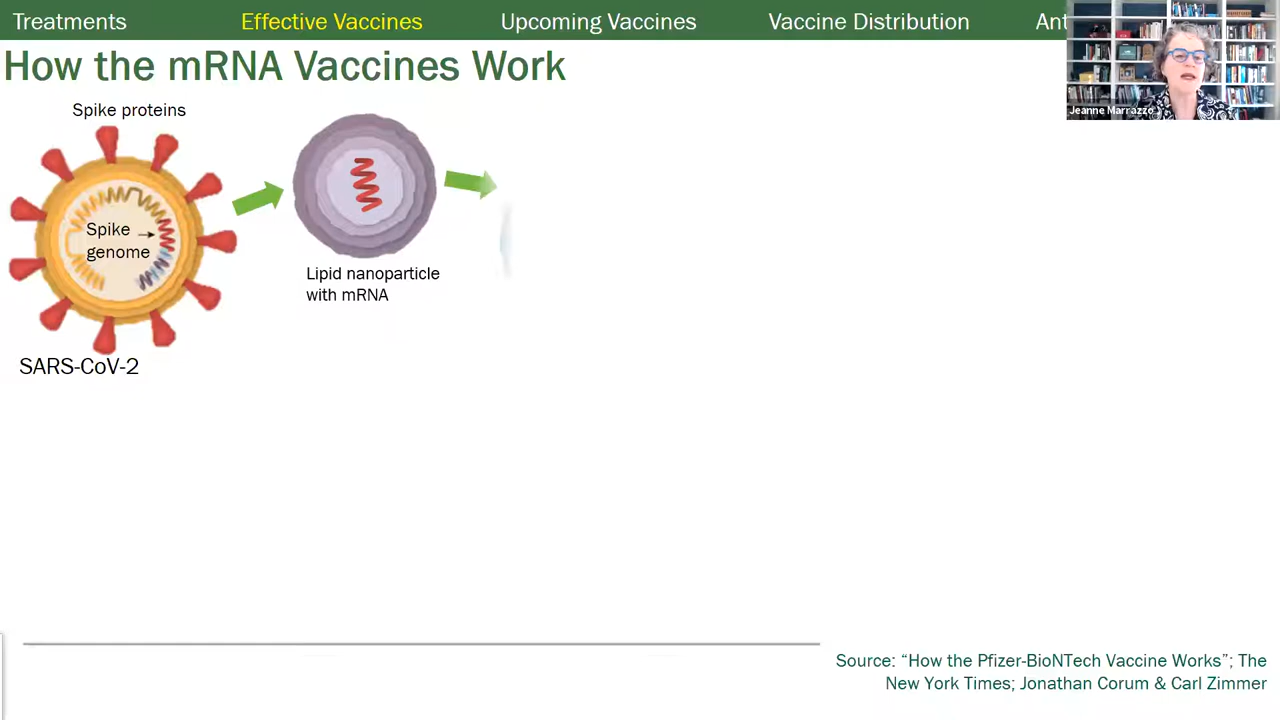 Treatments
Effective Vaccines
Upcoming Vaccines
Vaccine Distribution
Ant
Jeanne Marrazzo
How the mRNA Vaccines Work
Spike proteins
Spike
genome
SARS-CoV-2
Lipid nanoparticle
with mRNA
Source: “How the Pfizer-BioNTech Vaccine Works”; The
New York Times; Jonathan Corum & Carl Zimmer